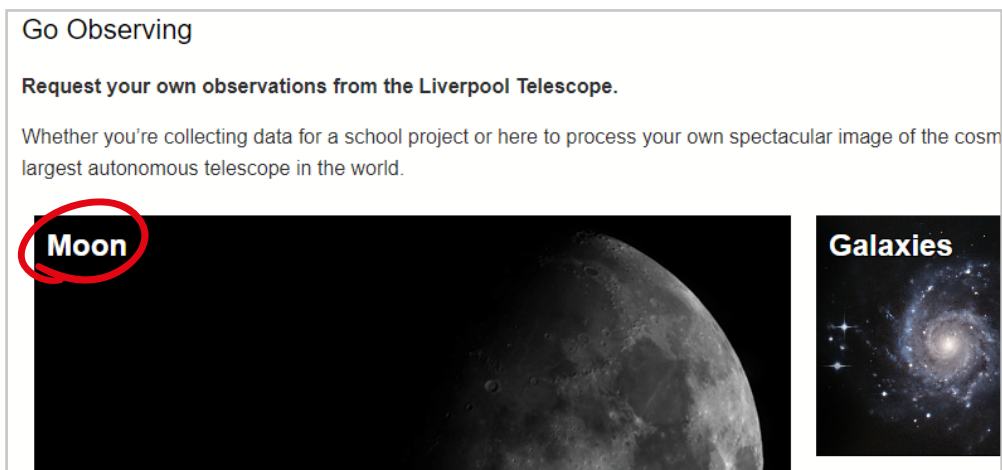 Go Observing
Request your own observations from the Liverpool Telescope.
Whether you're collecting data for a school project or here to process your own spectacular image of the cosm
largest autonomous telescope in the world.
Moon
Galaxies